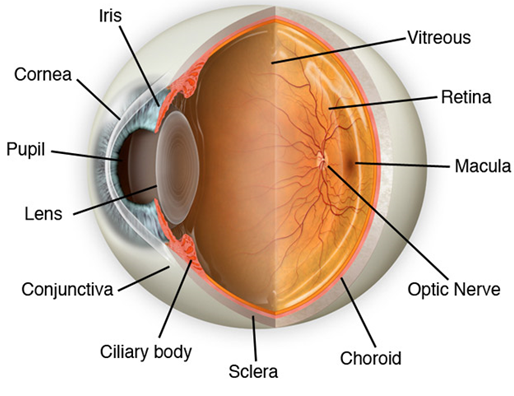 Iris
Vitreous
Cornea
Retina
Pupil
Macula
Lens
Conjunctiva
Optic Nerve
Ciliary body
Choroid
Sclera